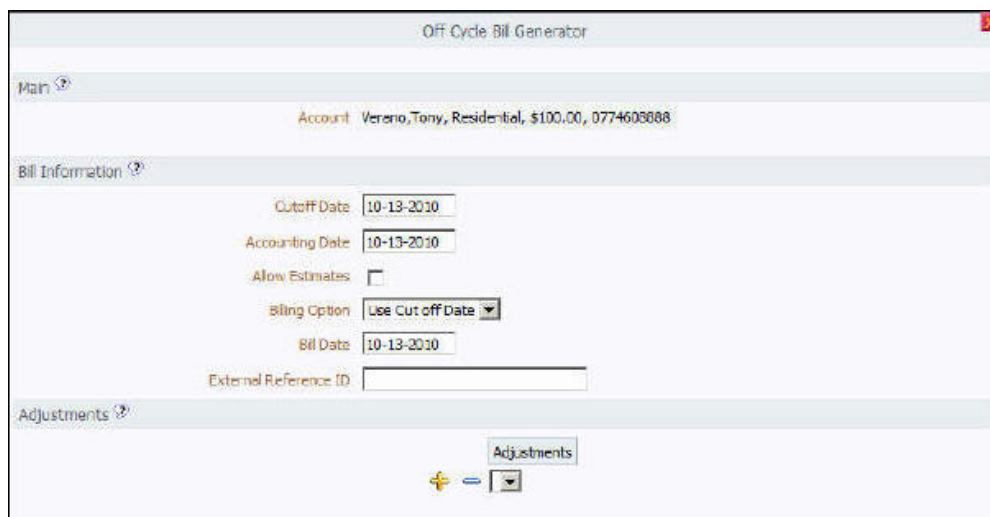 Off Cycle Bill Generator
Main
Account Verano,Tony, Residential, $100.00, 0774608888
Bill Information
Cutoff Date 10-13-2010
Accounting Date 10-13-2010
Allow Estimates
Billing Option Use Cut off Date
Bill Date 10-13-2010
External Reference ID
Adjustments
Adjustments